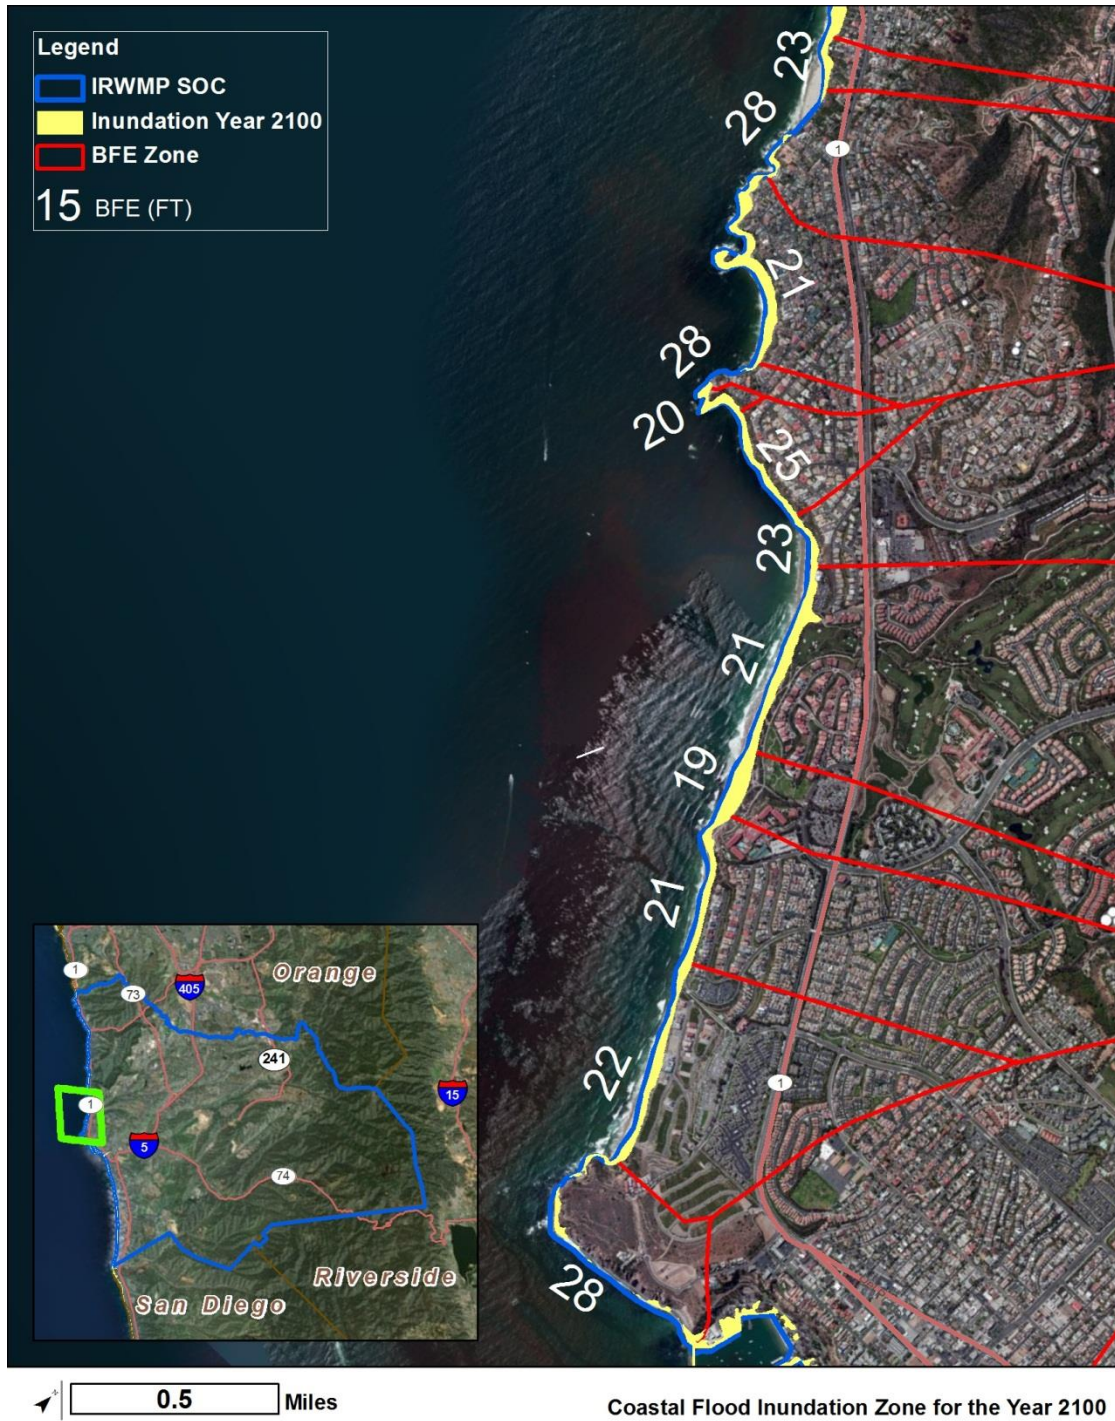 Legend
IRWMP SOC
Inundation Year 2100
BFE Zone
15 BFE (FT)
23
28
1
21
28
20
25
23
21
19
21
22
1
28
Orange
1
73
405
241
15
1
5
74
Riverside
San Diego
N
0.5 Miles
Coastal Flood Inundation Zone for the Year 2100